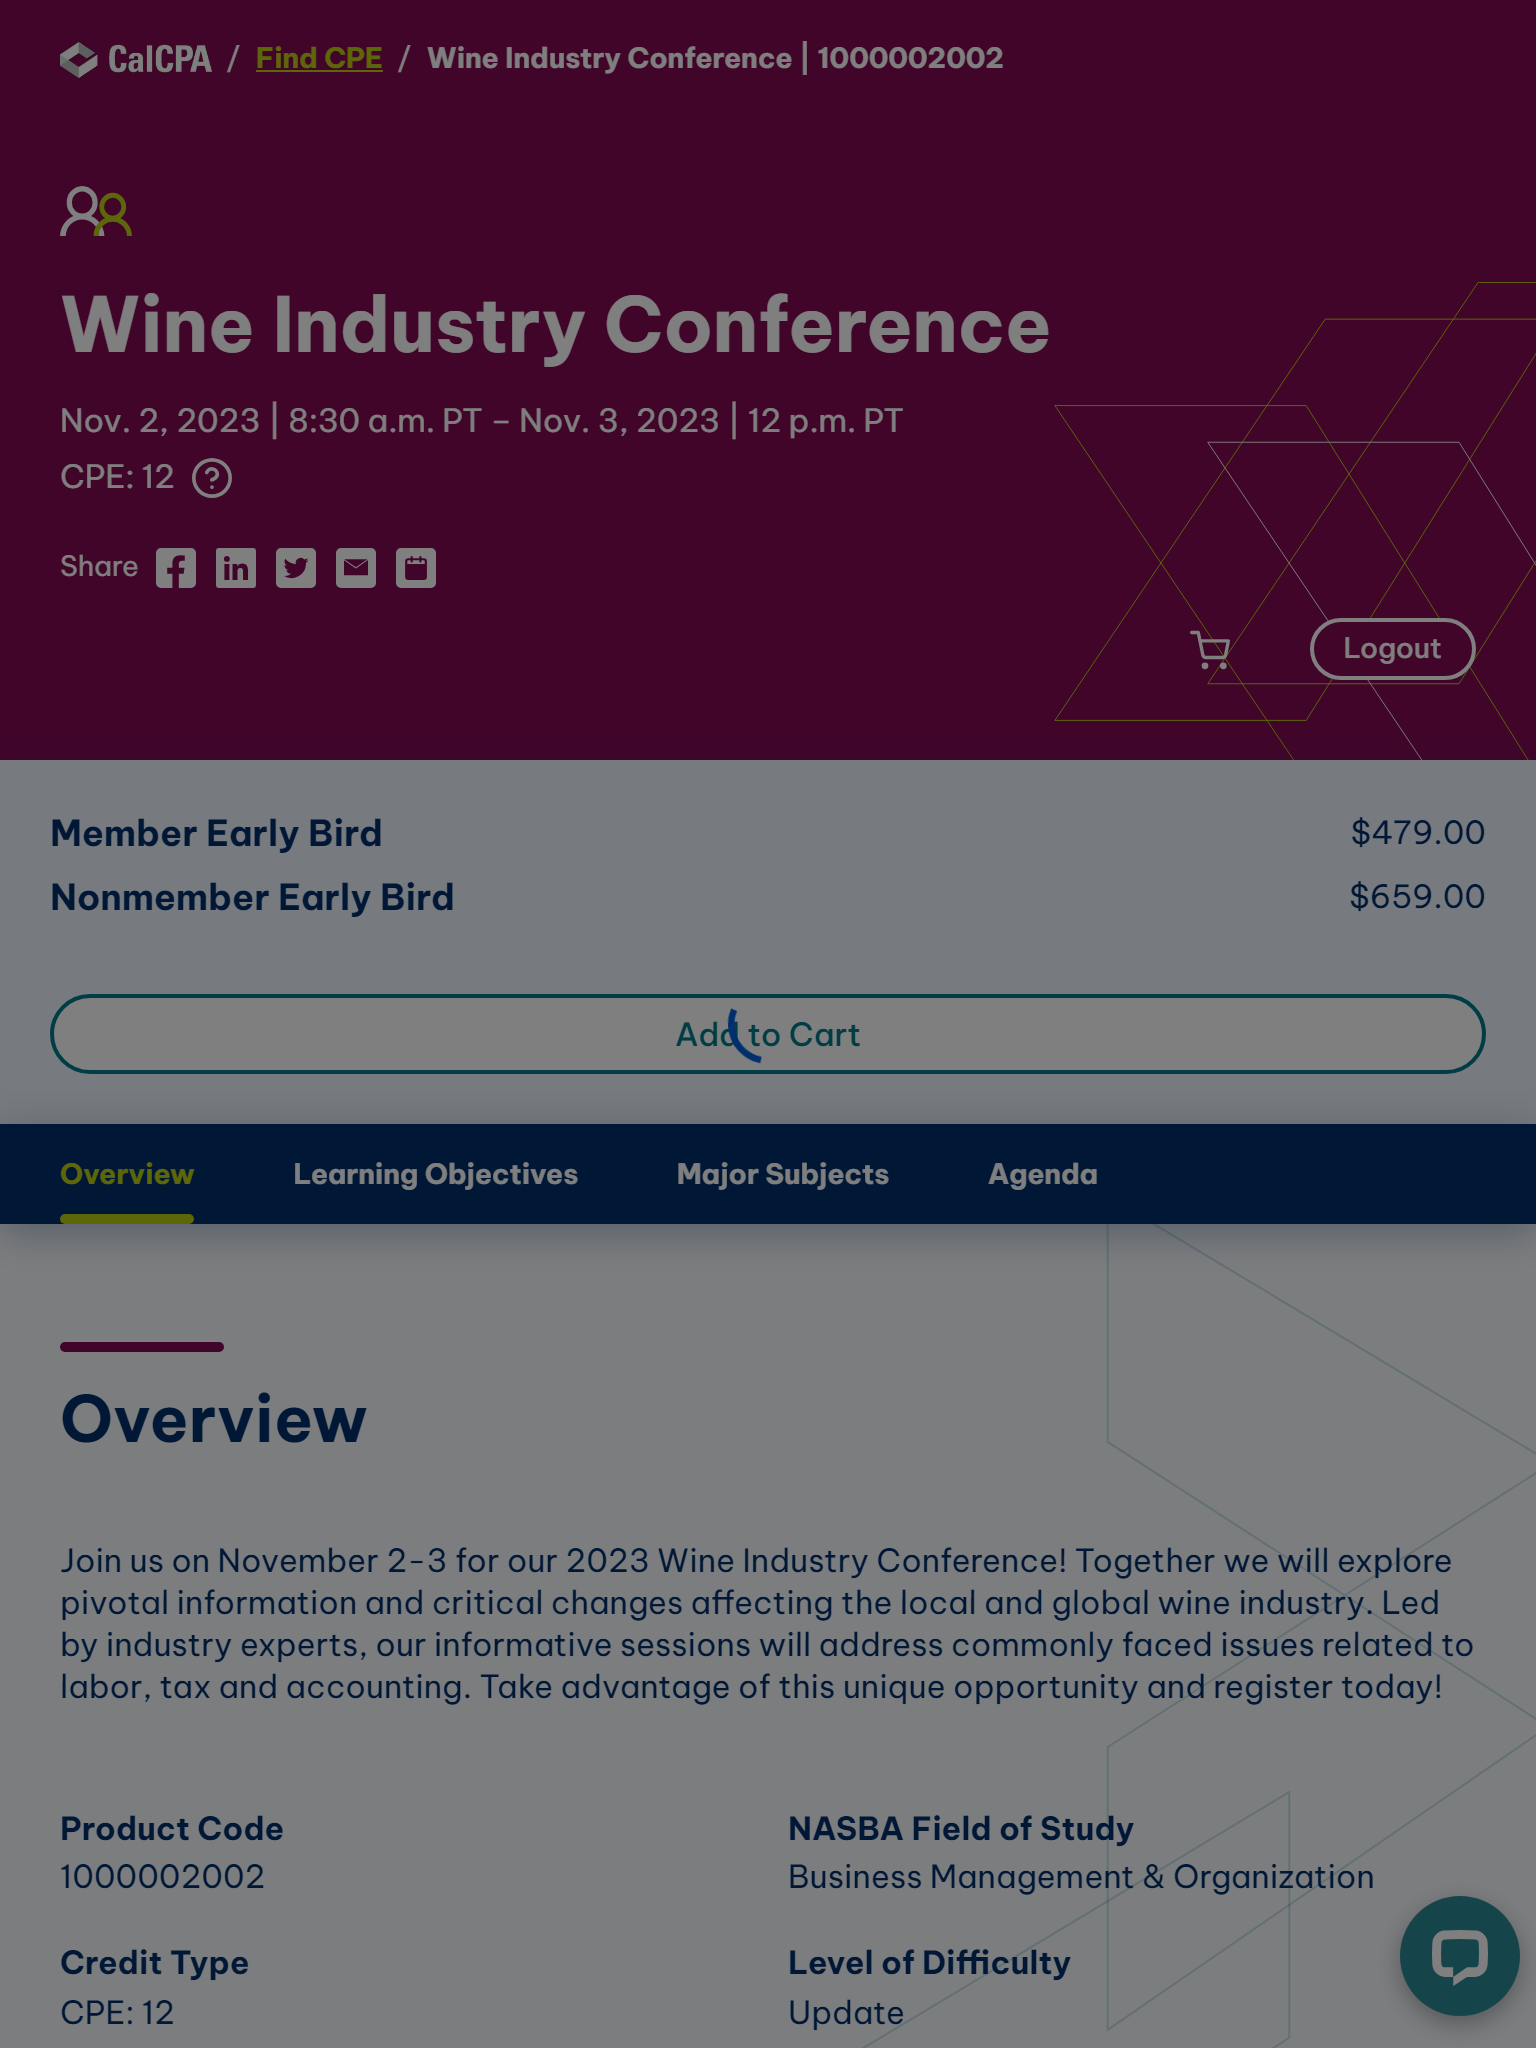 CalCPA / Find CPE / Wine Industry Conference | 1000002002
Wine Industry Conference
Nov. 2, 2023 | 8:30 a.m. PT – Nov. 3, 2023 | 12 p.m. PT
CPE: 12 ?
Share
Logout
Member Early Bird $479.00
Nonmember Early Bird $659.00
Add to Cart
Overview Learning Objectives Major Subjects Agenda
Overview
Join us on November 2-3 for our 2023 Wine Industry Conference! Together we will explore
pivotal information and critical changes affecting the local and global wine industry. Led
by industry experts, our informative sessions will address commonly faced issues related to
labor, tax and accounting. Take advantage of this unique opportunity and register today!
Product Code
1000002002
NASBA Field of Study
Business Management & Organization
Credit Type
CPE: 12
Level of Difficulty
Update